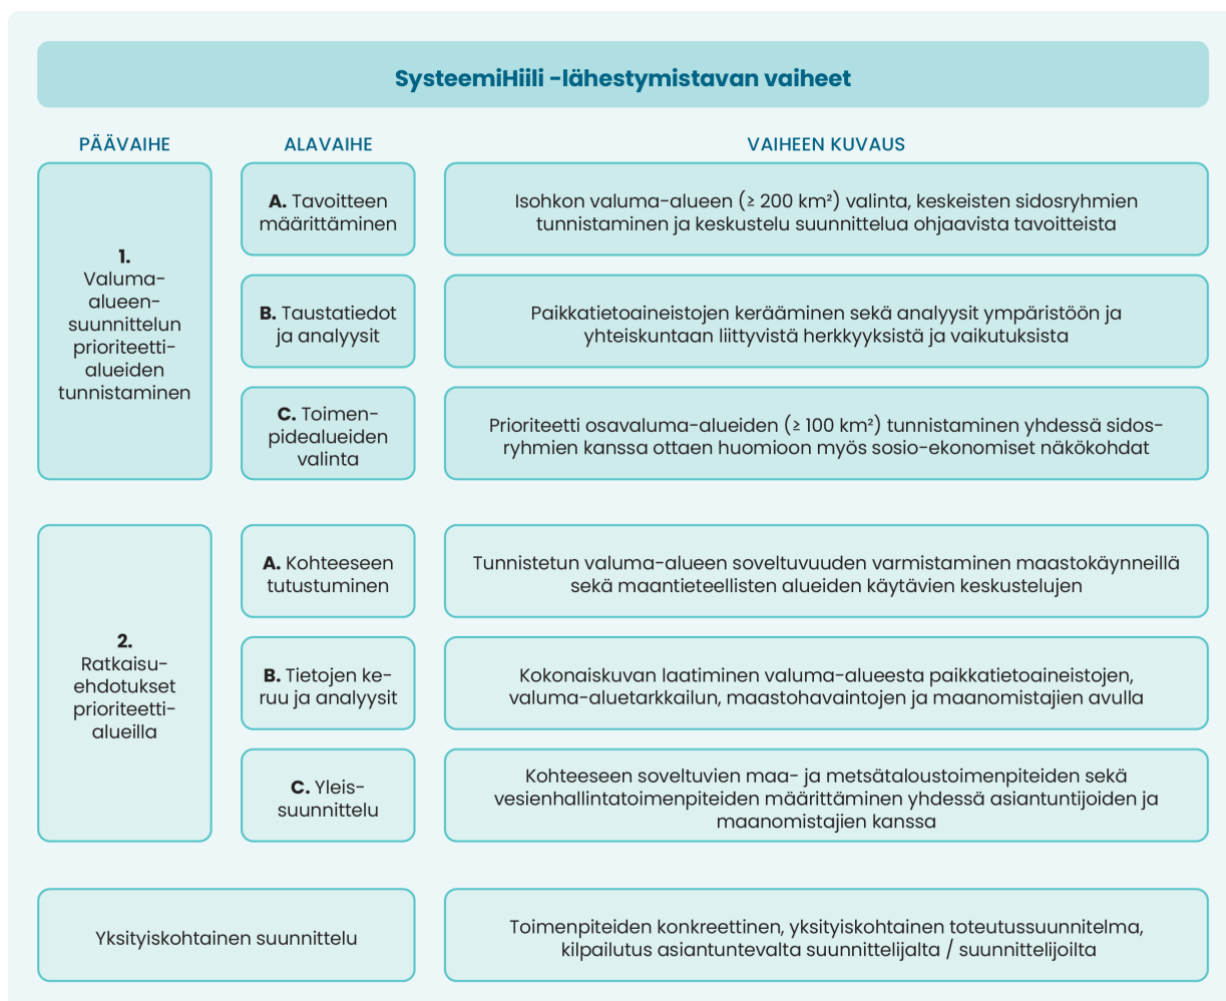 SysteemiHiili -lähestymistavan vaiheet
PÄÄVAIHE
ALAVAIHE
VAIHEEN KUVAUS
1.
Valuma-
alueen-
suunnittelun
prioriteetti-
alueiden
tunnistaminen
A. Tavoitteen
määrittäminen
Isohkon valuma-alueen (≥ 200 km²) valinta, keskeisten sidosryhmien
tunnistaminen ja keskustelu suunnittelua ohjaavista tavoitteista
B. Taustatiedot
ja analyysit
Paikkatietoaineistojen kerääminen sekä analyysit ympäristöön ja
yhteiskuntaan liittyvistä herkkyyksistä ja vaikutuksista
C. Toimen-
pidealueiden
valinta
Prioriteetti osavaluma-alueiden (≥ 100 km²) tunnistaminen yhdessä sidos-
ryhmien kanssa ottaen huomioon myös sosio-ekonomiset näkökohdat
2.
Ratkaisu-
ehdotukset
prioriteetti-
alueilla
A. Kohteeseen
tutustuminen
Tunnistetun valuma-alueen soveltuvuuden varmistaminen maastokäynneillä
sekä maantieteellisten alueiden käytävien keskustelujen
B. Tietojen ke-
ruu ja analyysit
Kokonaiskuvan laatiminen valuma-alueesta paikkatietoaineistojen,
valuma-aluetarkkailun, maastohavaintojen ja maanomistajien avulla
C. Yleis-
suunnittelu
Kohteeseen soveltuvien maa- ja metsätaloustoimenpiteiden sekä
vesienhallintatoimenpiteiden määrittäminen yhdessä asiantuntijoiden ja
maanomistajien kanssa
Yksityiskohtainen suunnittelu
Toimenpiteiden konkreettinen, yksityiskohtainen toteutussuunnitelma,
kilpailutus asiantuntevalta suunnittelijalta / suunnittelijoilta